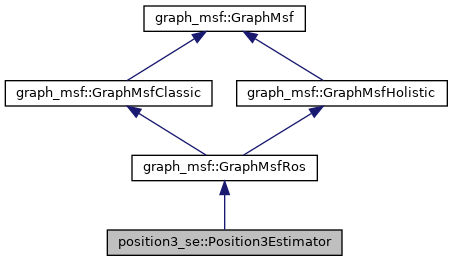 graph_msf::GraphMsf
graph_msf::GraphMsfClassic
graph_msf::GraphMsfHolistic
graph_msf::GraphMsfRos
position3_se::Position3Estimator